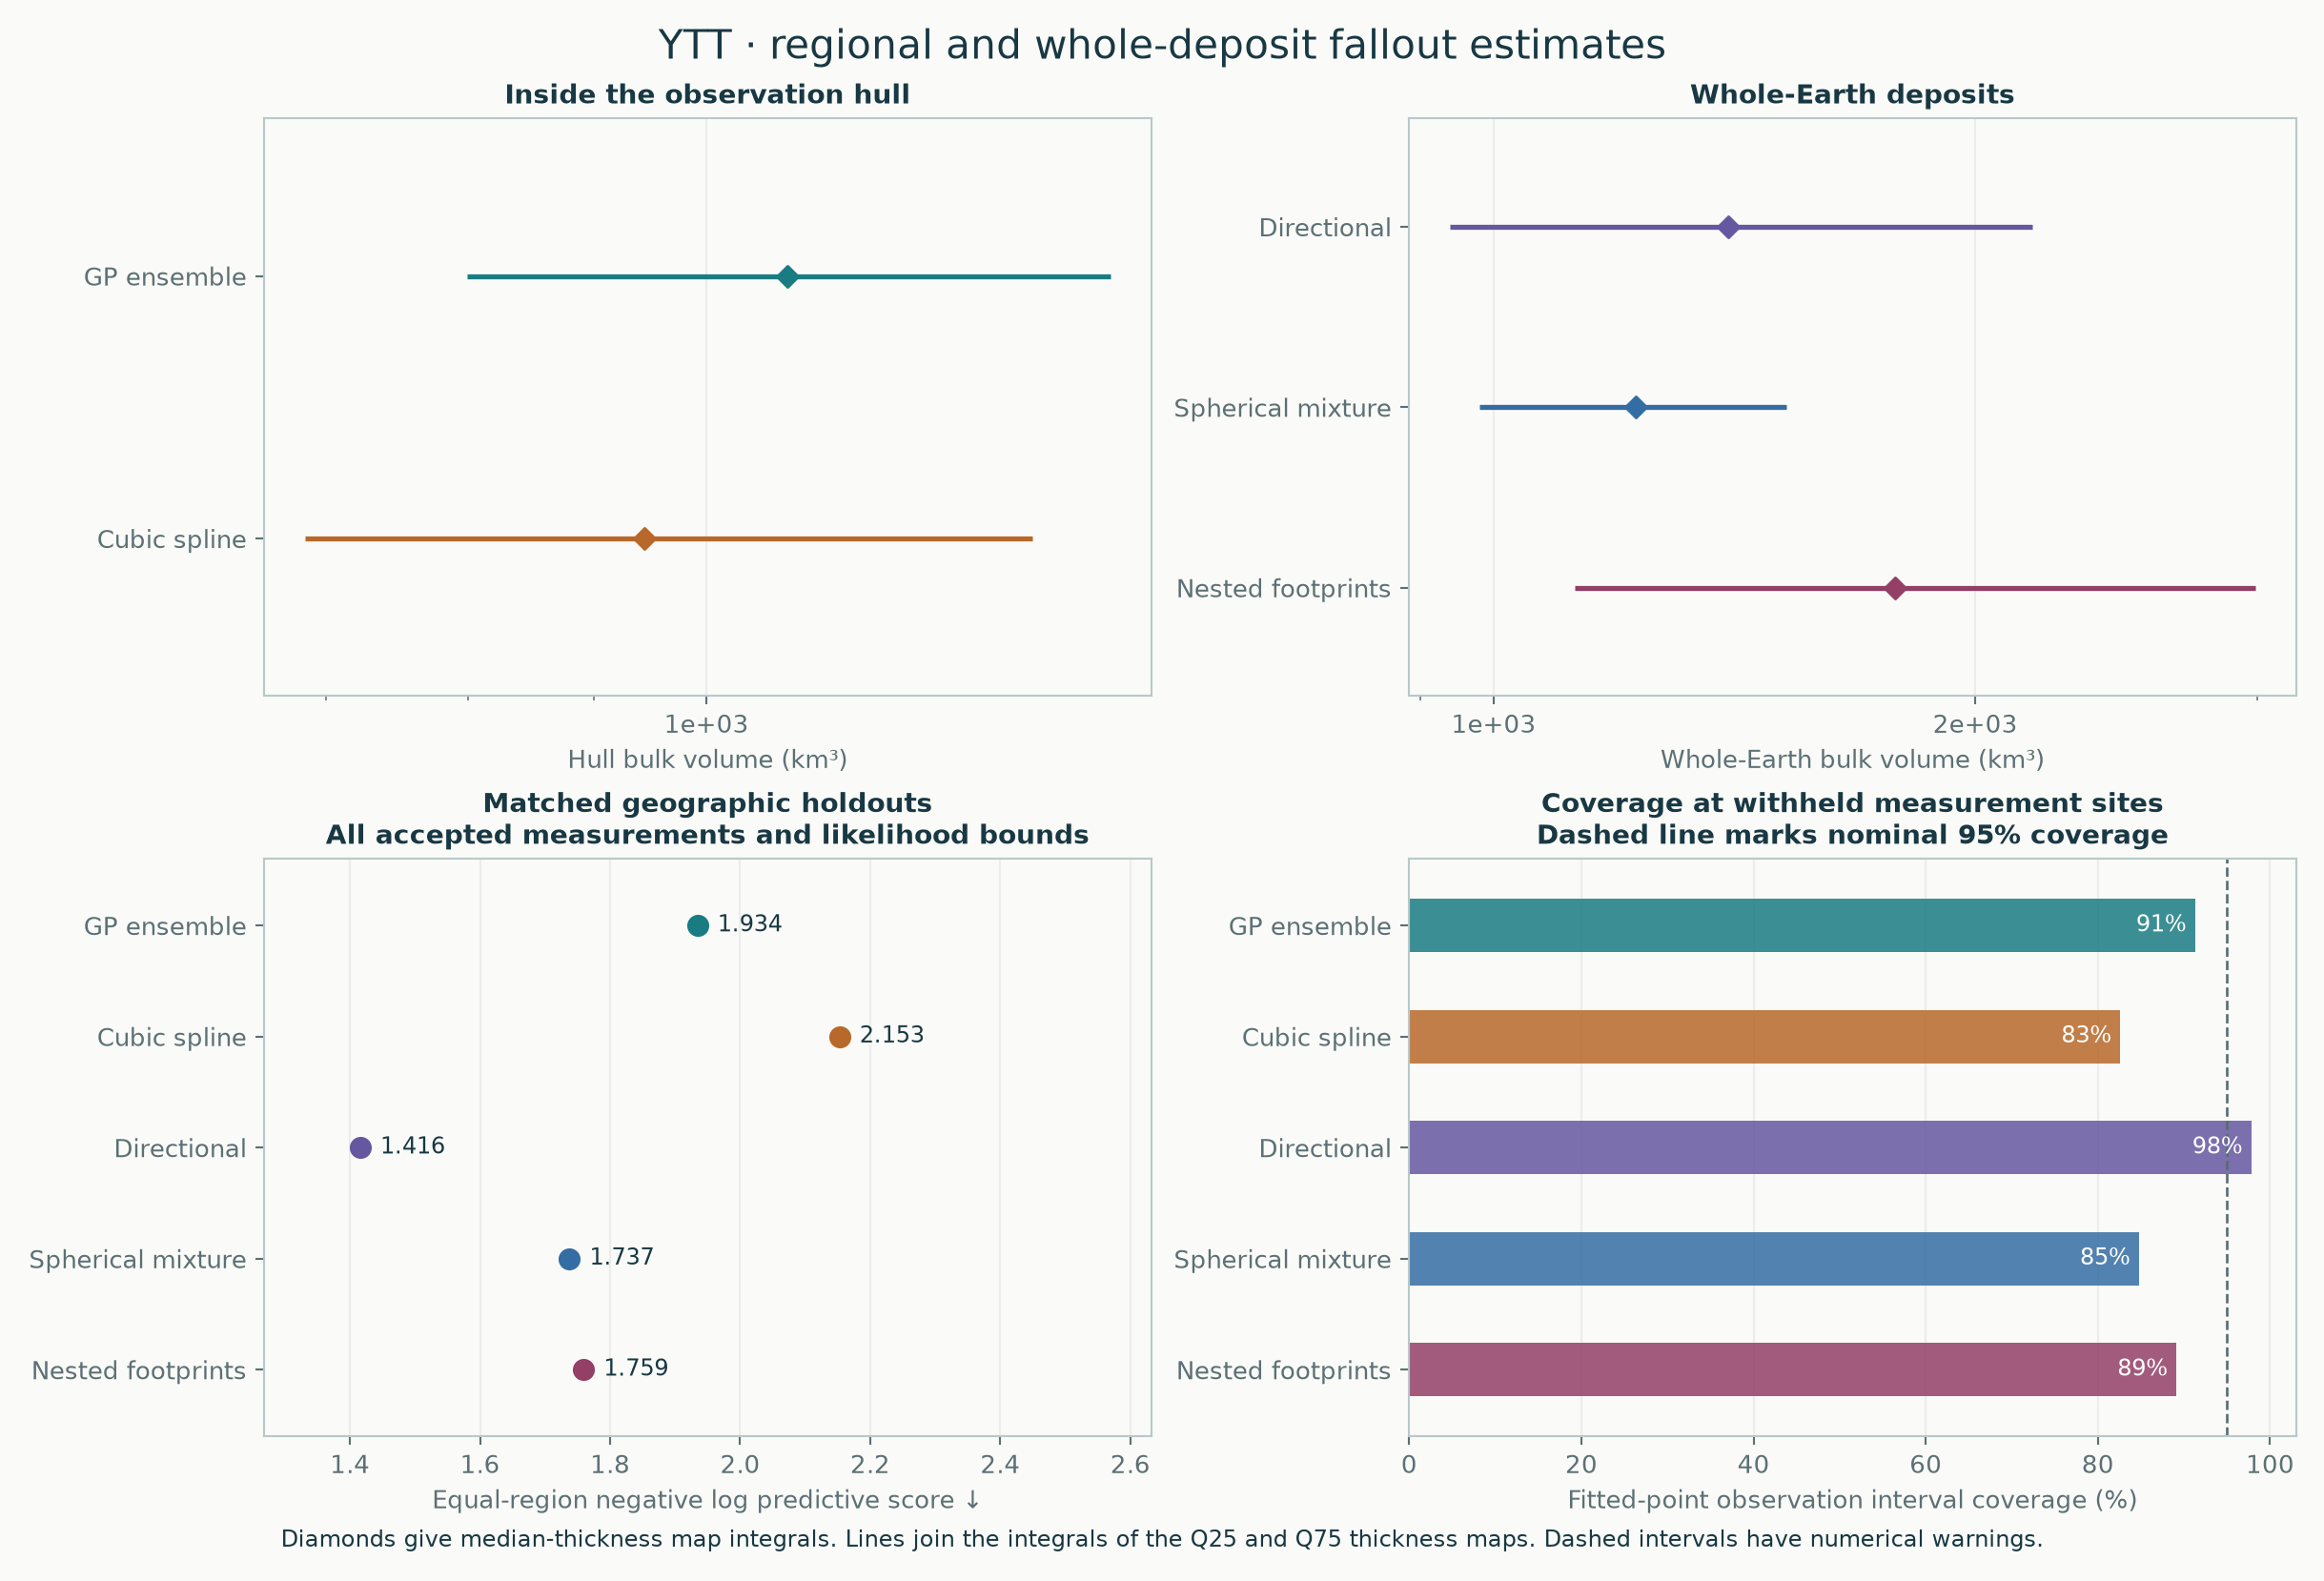 YTT · regional and whole-deposit fallout estimates
Inside the observation hull
GP ensemble
Cubic spline
1e+03
Hull bulk volume (km³)
Whole-Earth deposits
Directional
Spherical mixture
Nested footprints
1e+03 2e+03
Whole-Earth bulk volume (km³)
Matched geographic holdouts
All accepted measurements and likelihood bounds
GP ensemble 1.934
Cubic spline 2.153
Directional 1.416
Spherical mixture 1.737
Nested footprints 1.759
1.4 1.6 1.8 2.0 2.2 2.4 2.6
Equal-region negative log predictive score ↓
Coverage at withheld measurement sites
Dashed line marks nominal 95% coverage
GP ensemble 91%
Cubic spline 83%
Directional 98%
Spherical mixture 85%
Nested footprints 89%
0 20 40 60 80 100
Fitted-point observation interval coverage (%)
Diamonds give median-thickness map integrals. Lines join the integrals of the Q25 and Q75 thickness maps. Dashed intervals have numerical warnings.